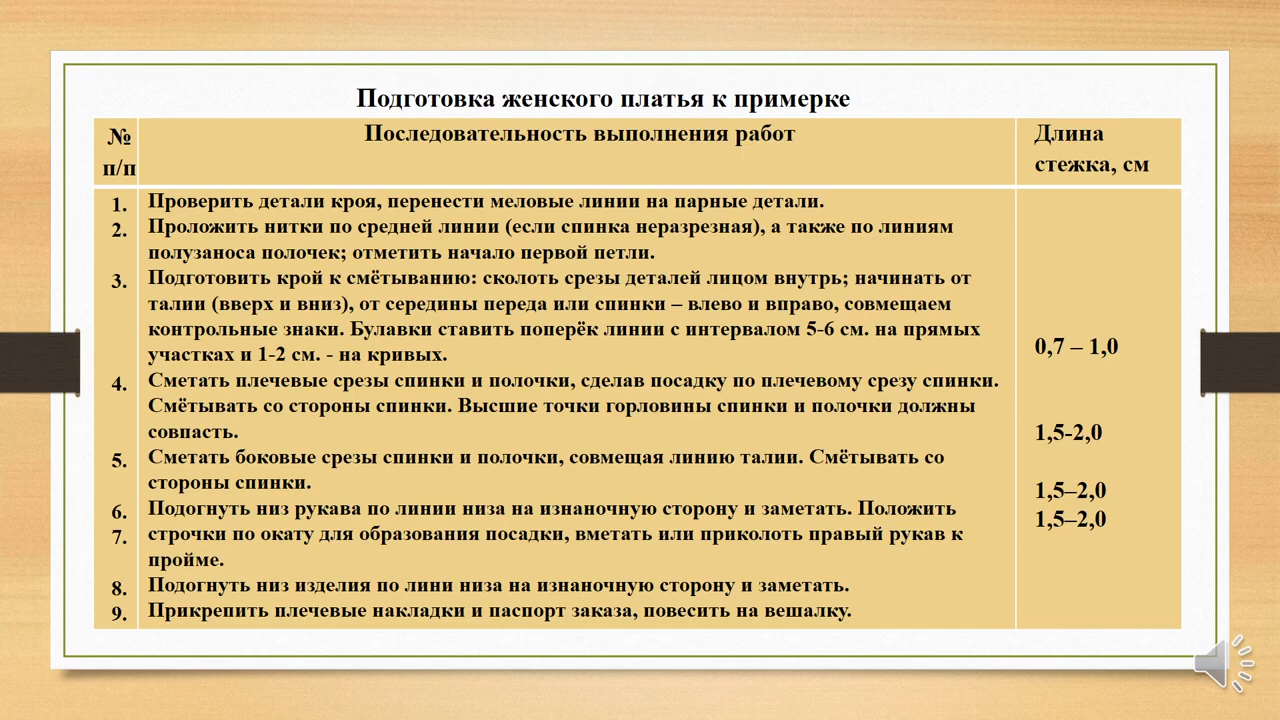 Подготовка женского платья к примерке
№ п/п
Последовательность выполнения работ
Длина стежка, см
1. Проверить детали кроя, перенести меловые линии на парные детали.
2. Проложить нитки по средней линии (если спинка неразрезная), а также по линиям
полузаноса полочек; отметить начало первой петли.
3. Подготовить крой к смётыванию: сколоть срезы деталей лицом внутрь; начинать от
талии (вверх и вниз), от середины переда или спинки – влево и вправо, совмещаем
контрольные знаки. Булавки ставить поперёк линии с интервалом 5-6 см. на прямых
участках и 1-2 см. - на кривых.
4. Сметать плечевые срезы спинки и полочки, сделав посадку по плечевому срезу спинки.
Смётывать со стороны спинки. Высшие точки горловины спинки и полочки должны
совпасть.
5. Сметать боковые срезы спинки и полочки, совмещая линию талии. Смётывать со
стороны спинки.
6. Подогнуть низ рукава по линии низа на изнаночную сторону и заметать. Положить
7. строчки по окату для образования посадки, вметать или приколоть правый рукав к
пройме.
8. Подогнуть низ изделия по лини низа на изнаночную сторону и заметать.
9. Прикрепить плечевые накладки и паспорт заказа, повесить на вешалку.
0,7 – 1,0
1,5-2,0
1,5–2,0
1,5–2,0